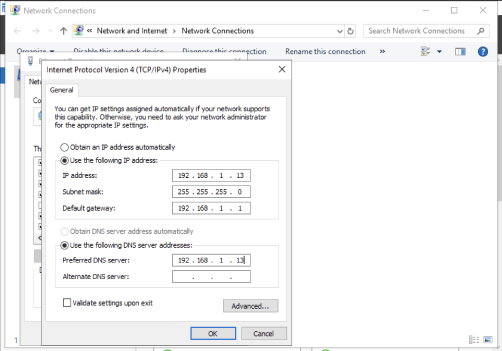 Network Connections
« Network and Internet › Network Connections
Search Network Connections
Organize
Disable this network device
Diagnose this connection
Rename this connection
»
Internet Protocol Version 4 (TCP/IPv4) Properties
General
You can get IP settings assigned automatically if your network supports
this capability. Otherwise, you need to ask your network administrator
for the appropriate IP settings.
Obtain an IP address automatically
Use the following IP address:
IP address:
192 . 168 . 1 . 13
Subnet mask:
255 . 255 . 255 . 0
Default gateway:
192 . 168 . 1 . 1
Obtain DNS server address automatically
Use the following DNS server addresses:
Preferred DNS server:
192 . 168 . 1 . 13
Alternate DNS server:
. . .
Validate settings upon exit
Advanced...
OK
Cancel